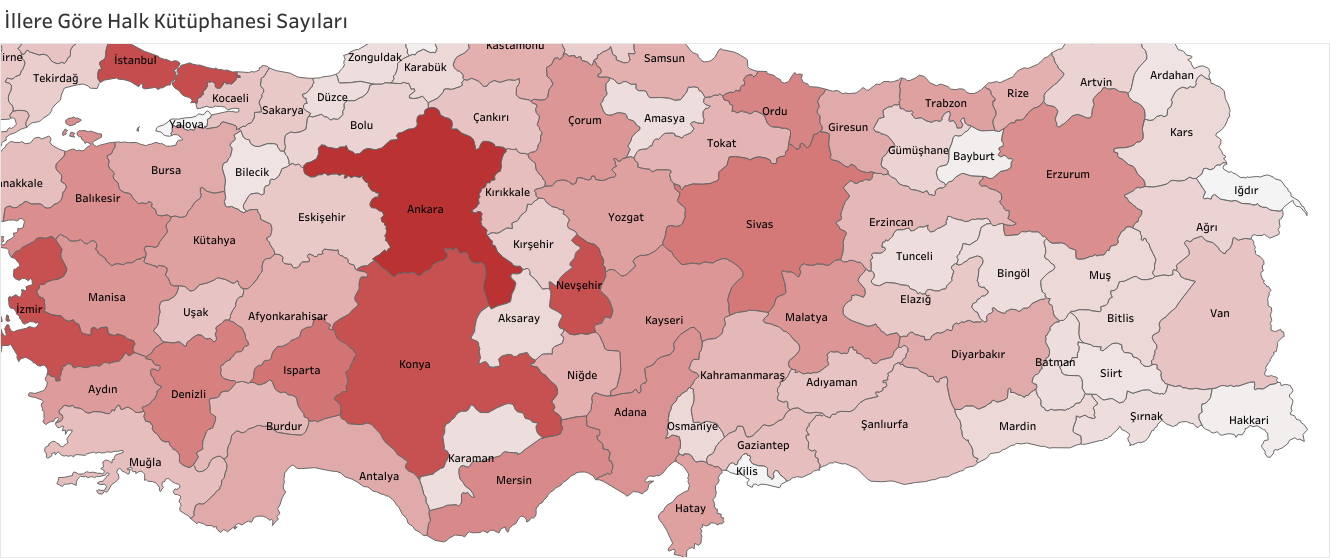 İllere Göre Halk Kütüphanesi Sayıları
irne
Tekirdağ
İstanbul
Kocaeli
Yalova
Sakarya
Düzce
Zonguldak
Karabük
Bolu
Kastamonu
Çankırı
Çorum
Samsun
Amasya
Tokat
Ordu
Giresun
Trabzon
Gümüşhane
Bayburt
Rize
Artvin
Ardahan
Kars
Iğdır
Ağrı
Erzurum
Erzincan
Tunceli
Bingöl
Muş
Elazığ
Bitlis
Van
nakkale
Balıkesir
Bursa
Bilecik
Eskişehir
Kütahya
Ankara
Kırıkkale
Kırşehir
Yozgat
Sivas
Nevşehir
Aksaray
Kayseri
Malatya
Manisa
İzmir
Uşak
Afyonkarahisar
Konya
Isparta
Aydın
Denizli
Burdur
Muğla
Antalya
Karaman
Mersin
Niğde
Adana
Osmaniye
Kahramanmaraş
Adıyaman
Gaziantep
Kilis
Hatay
Şanlıurfa
Diyarbakır
Batman
Siirt
Mardin
Şırnak
Hakkari